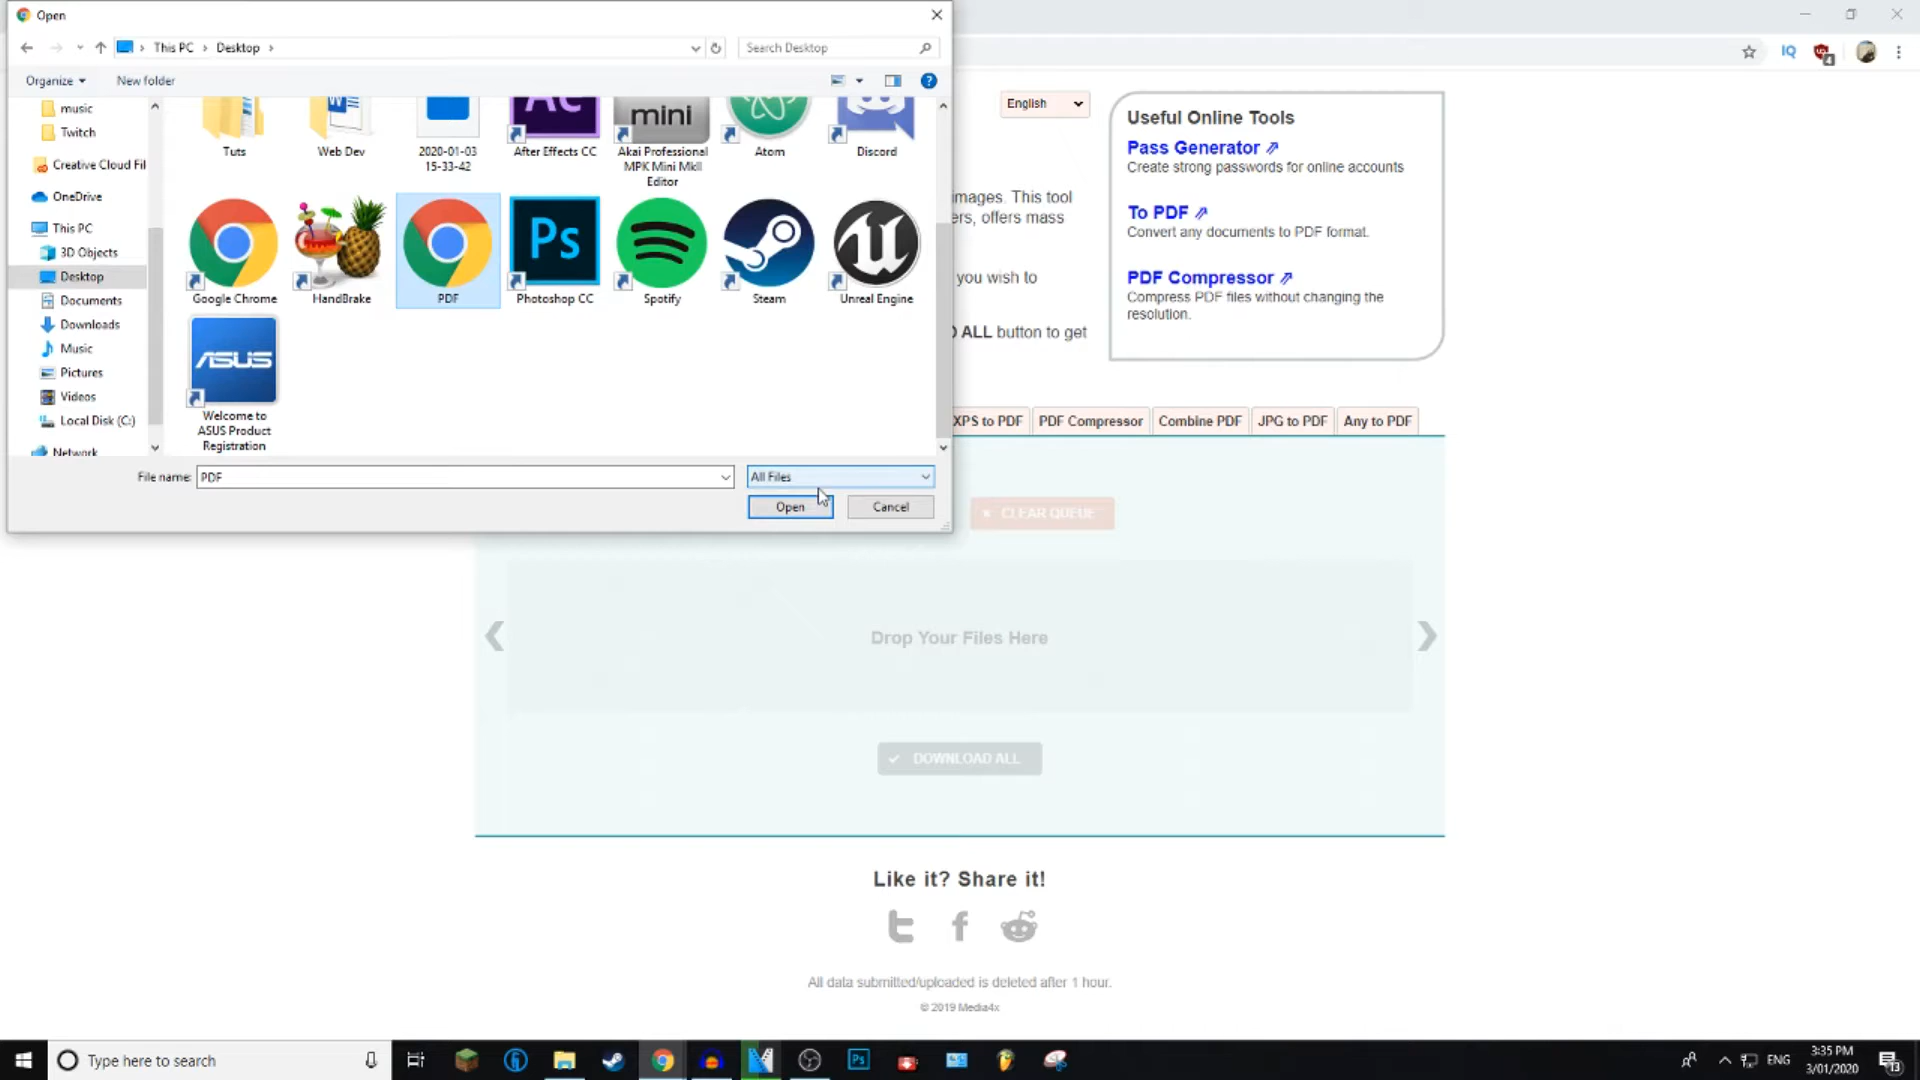 Open
This PC > Desktop >
Search Desktop
Organize
New folder
English
IQ
4
music
Twitch
Creative Cloud Fil
OneDrive
This PC
3D Objects
Desktop
Documents
Downloads
Music
Pictures
Videos
Local Disk (C:)
Network
Tuts
Web Dev
2020-01-03
15-33-42
After Effects CC
mini
Akai Professional
MPK Mini MkII
Editor
Atom
Discord
Google Chrome
HandBrake
PDF
Ps
Photoshop CC
Spotify
Steam
Unreal Engine
ASUS
Welcome to
ASUS Product
Registration
File name:
PDF
All Files
Open
Cancel
Useful Online Tools
Pass Generator
Create strong passwords for online accounts
To PDF
Convert any documents to PDF format.
PDF Compressor
Compress PDF files without changing the
resolution.
images. This tool
ers, offers mass
you wish to
ALL button to get
XPS to PDF
PDF Compressor
Combine PDF
JPG to PDF
Any to PDF
CLEAR QUEUE
Drop Your Files Here
DOWNLOAD ALL
Like it? Share it!
All data submitted/uploaded is deleted after 1 hour.
© 2019 Media4x
Type here to search
Ps
ENG
3:35 PM
3/01/2020
13